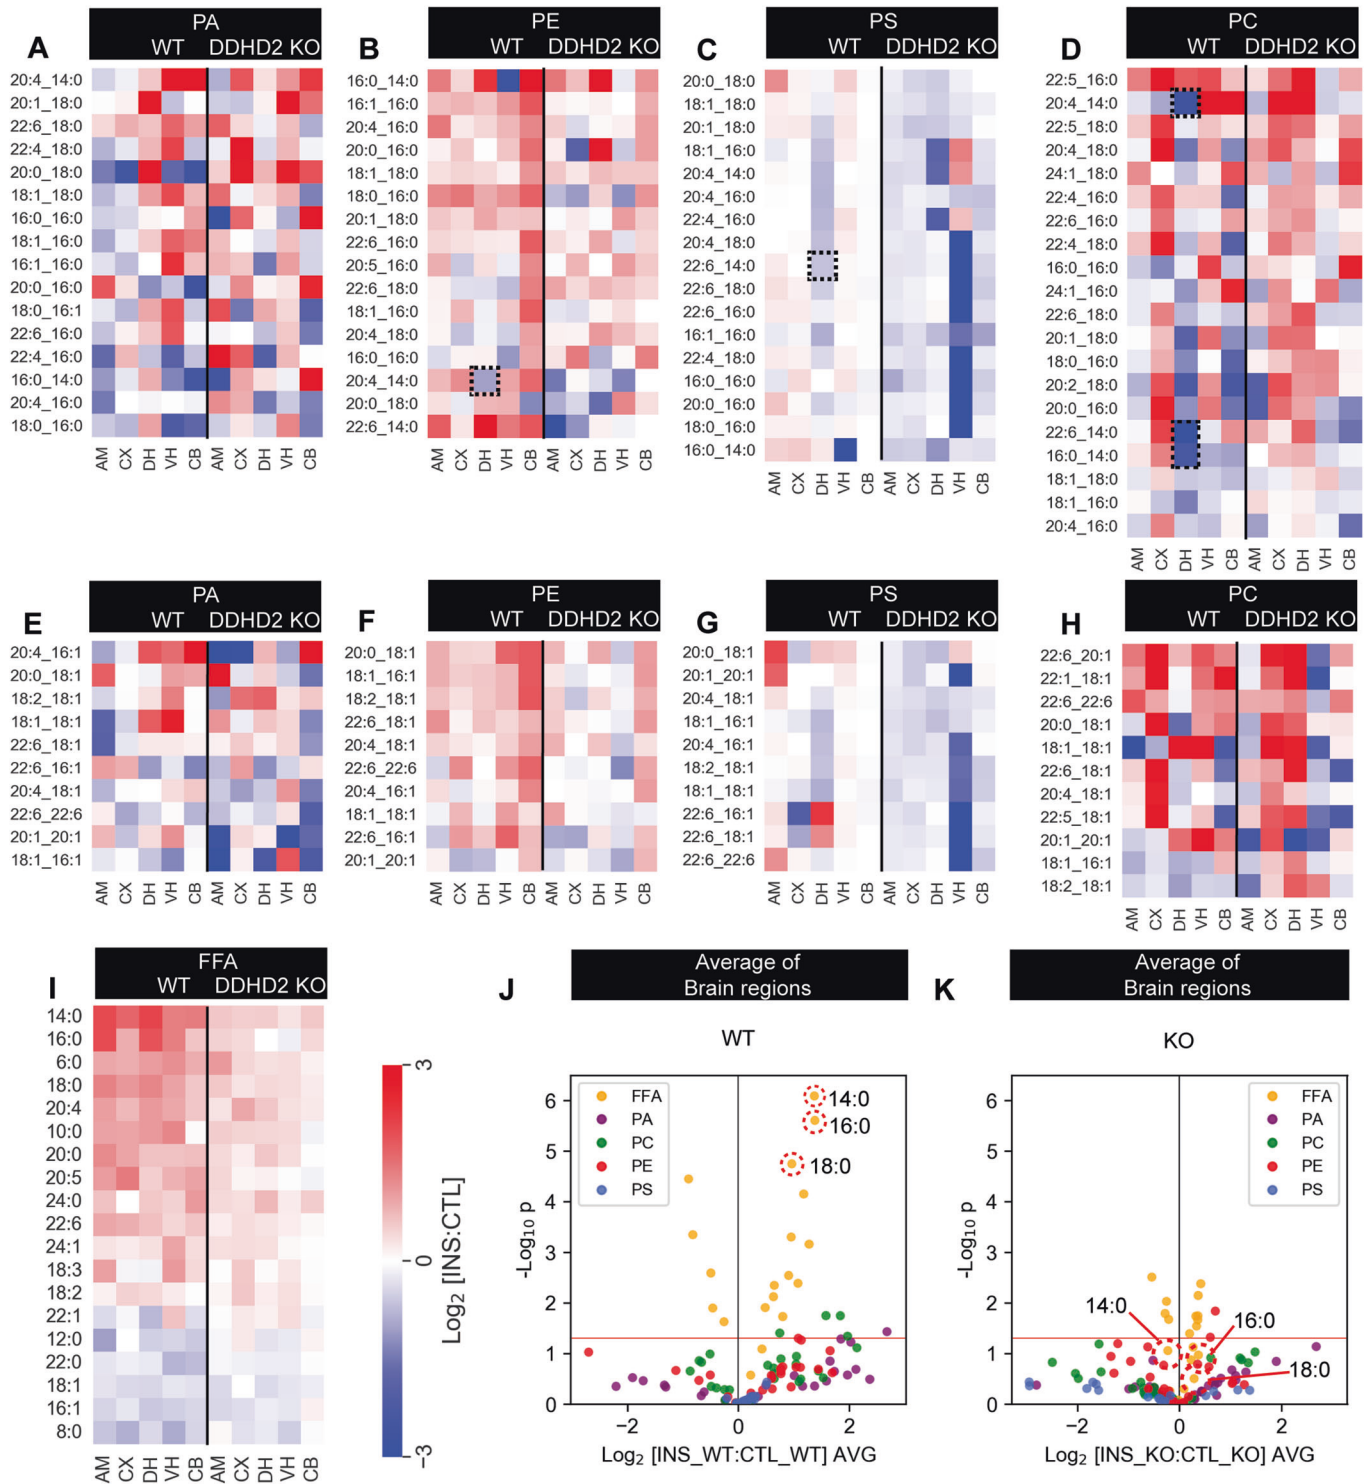 A
PA
WT DDHD2 KO
20:4_14:0
20:1_18:0
22:6_18:0
22:4_18:0
20:0_18:0
18:1_18:0
16:0_16:0
18:1_16:0
16:1_16:0
20:0_16:0
18:0_16:1
22:6_16:0
22:4_16:0
16:0_14:0
20:4_16:0
18:0_16:0
AM CX DH VH CB AM CX DH VH CB
B
PE
WT DDHD2 KO
16:0_14:0
16:1_16:0
20:4_16:0
20:0_16:0
18:1_18:0
18:0_16:0
20:1_18:0
22:6_16:0
20:5_16:0
22:6_18:0
18:1_16:0
20:4_18:0
16:0_16:0
20:4_14:0
20:0_18:0
22:6_14:0
AM CX DH VH CB AM CX DH VH CB
C
PS
WT DDHD2 KO
20:0_18:0
18:1_18:0
20:1_18:0
18:1_16:0
20:4_14:0
20:4_16:0
22:4_16:0
20:4_18:0
22:6_14:0
22:6_18:0
22:6_16:0
16:1_16:0
22:4_18:0
16:0_16:0
20:0_16:0
18:0_16:0
16:0_14:0
AM CX DH VH CB AM CX DH VH CB
D
PC
WT DDHD2 KO
22:5_16:0
20:4_14:0
22:5_18:0
20:4_18:0
24:1_18:0
22:4_16:0
22:6_16:0
22:4_18:0
16:0_16:0
24:1_16:0
22:6_18:0
20:1_18:0
18:0_16:0
20:2_18:0
20:0_16:0
22:6_14:0
16:0_14:0
18:1_18:0
18:1_16:0
20:4_16:0
AM CX DH VH CB AM CX DH VH CB
E
PA
WT DDHD2 KO
20:4_16:1
20:0_18:1
18:2_18:1
18:1_18:1
22:6_18:1
22:6_16:1
20:4_18:1
22:6_22:6
20:1_20:1
18:1_16:1
AM CX DH VH CB AM CX DH VH CB
F
PE
WT DDHD2 KO
20:0_18:1
18:1_16:1
18:2_18:1
22:6_18:1
20:4_18:1
22:6_22:6
20:4_16:1
18:1_18:1
22:6_16:1
20:1_20:1
AM CX DH VH CB AM CX DH VH CB
G
PS
WT DDHD2 KO
20:0_18:1
20:1_20:1
20:4_18:1
18:1_16:1
20:4_16:1
18:2_18:1
18:1_18:1
22:6_16:1
22:6_18:1
22:6_22:6
AM CX DH VH CB AM CX DH VH CB
H
PC
WT DDHD2 KO
22:6_20:1
22:1_18:1
22:6_22:6
20:0_18:1
18:1_18:1
22:6_18:1
20:4_18:1
22:5_18:1
20:1_20:1
18:1_16:1
18:2_18:1
AM CX DH VH CB AM CX DH VH CB
I
FFA
WT DDHD2 KO
14:0
16:0
6:0
18:0
20:4
10:0
20:0
20:5
24:0
22:6
24:1
18:3
18:2
22:1
12:0
22:0
18:1
16:1
8:0
AM CX DH VH CB AM CX DH VH CB
3
0
-3
Log2 [INS:CTL]
J
Average of
Brain regions
WT
FFA
PA
PC
PE
PS
14:0
16:0
18:0
6
5
4
3
2
1
0
-Log10 p
−2 0 2
Log2 [INS_WT:CTL_WT] AVG
K
Average of
Brain regions
KO
FFA
PA
PC
PE
PS
14:0
16:0
18:0
6
5
4
3
2
1
0
-Log10 p
−2 0 2
Log2 [INS_KO:CTL_KO] AVG